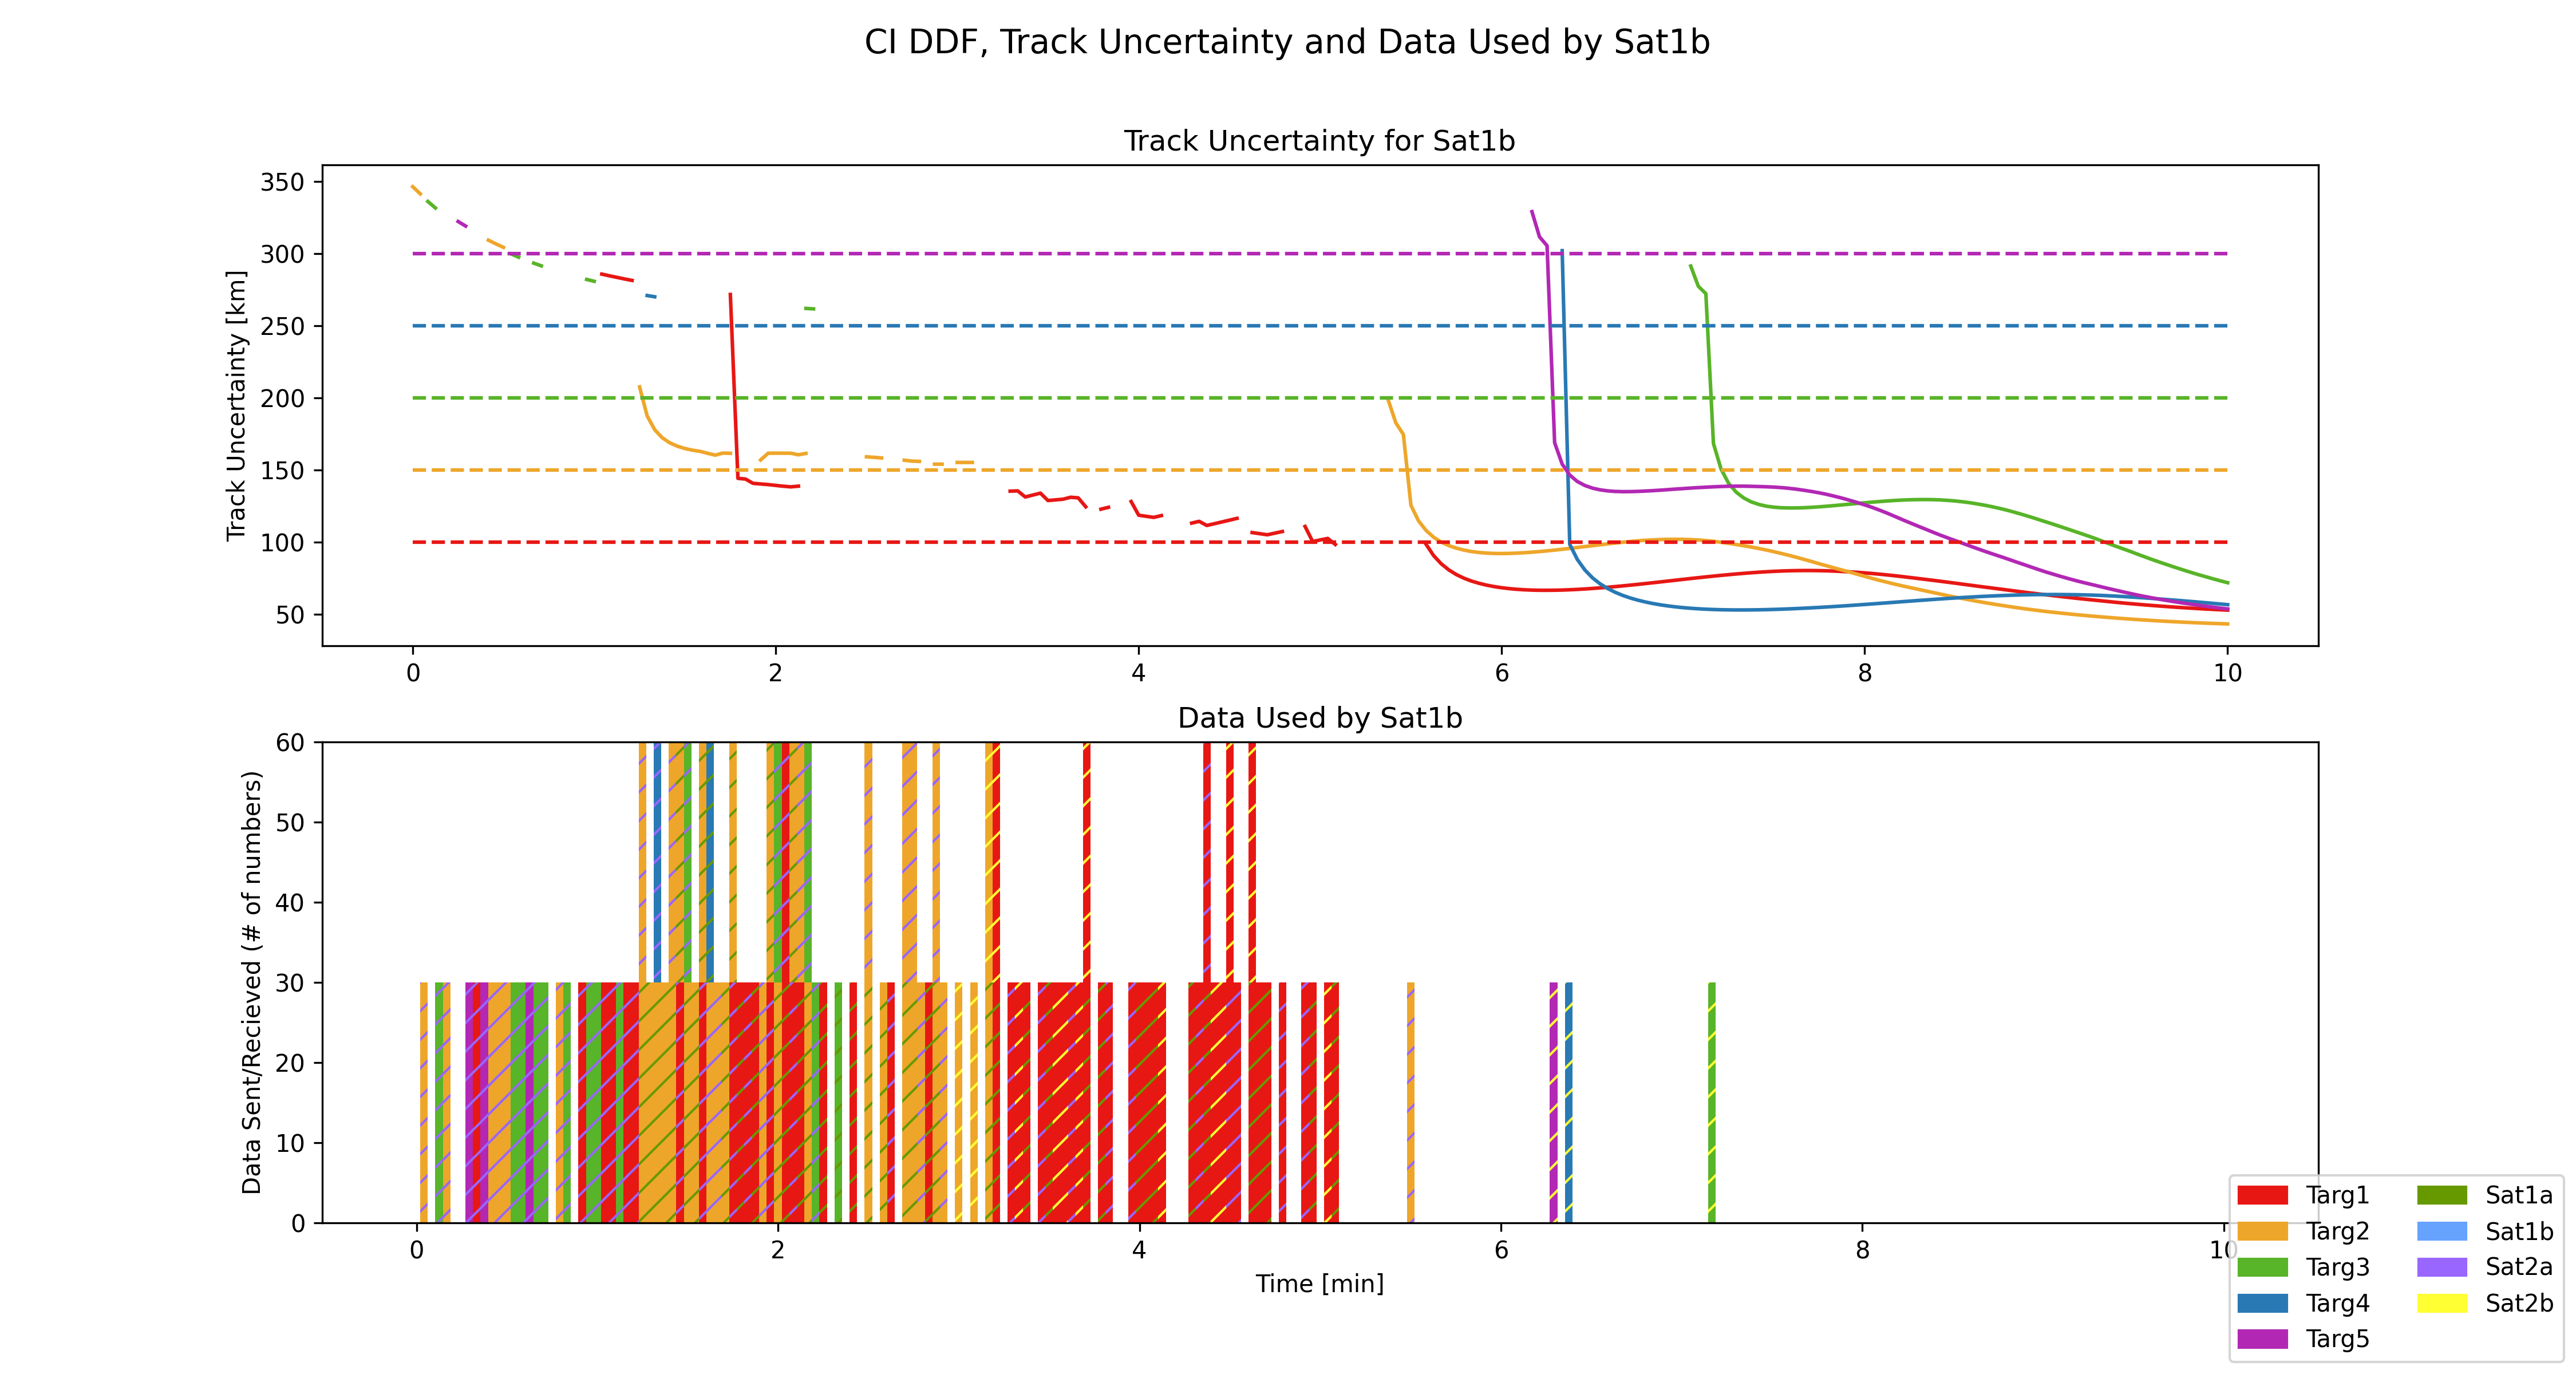 CI DDF, Track Uncertainty and Data Used by Sat1b
Track Uncertainty for Sat1b
Track Uncertainty [km]
350
300
250
200
150
100
50
0 2 4 6 8 10
Data Used by Sat1b
Data Sent/Recieved (# of numbers)
60
50
40
30
20
10
0
0 2 4 6 8 10
Time [min]
Targ1 Sat1a
Targ2 Sat1b
Targ3 Sat2a
Targ4 Sat2b
Targ5